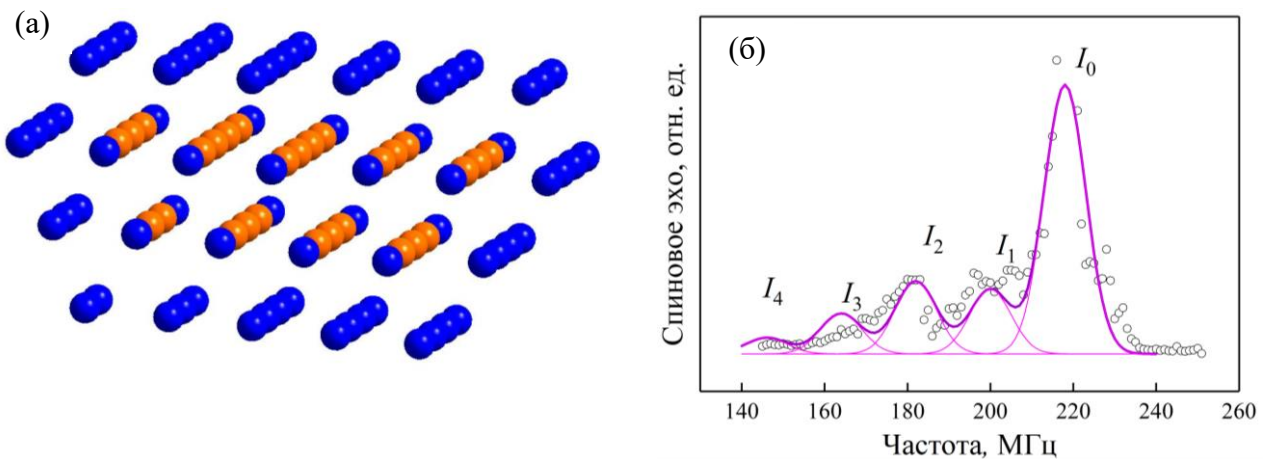 (а)
(б)
Спиновое эхо, отн. ед.
I0
I1
I2
I3
I4
140 160 180 200 220 240 260
Частота, МГц